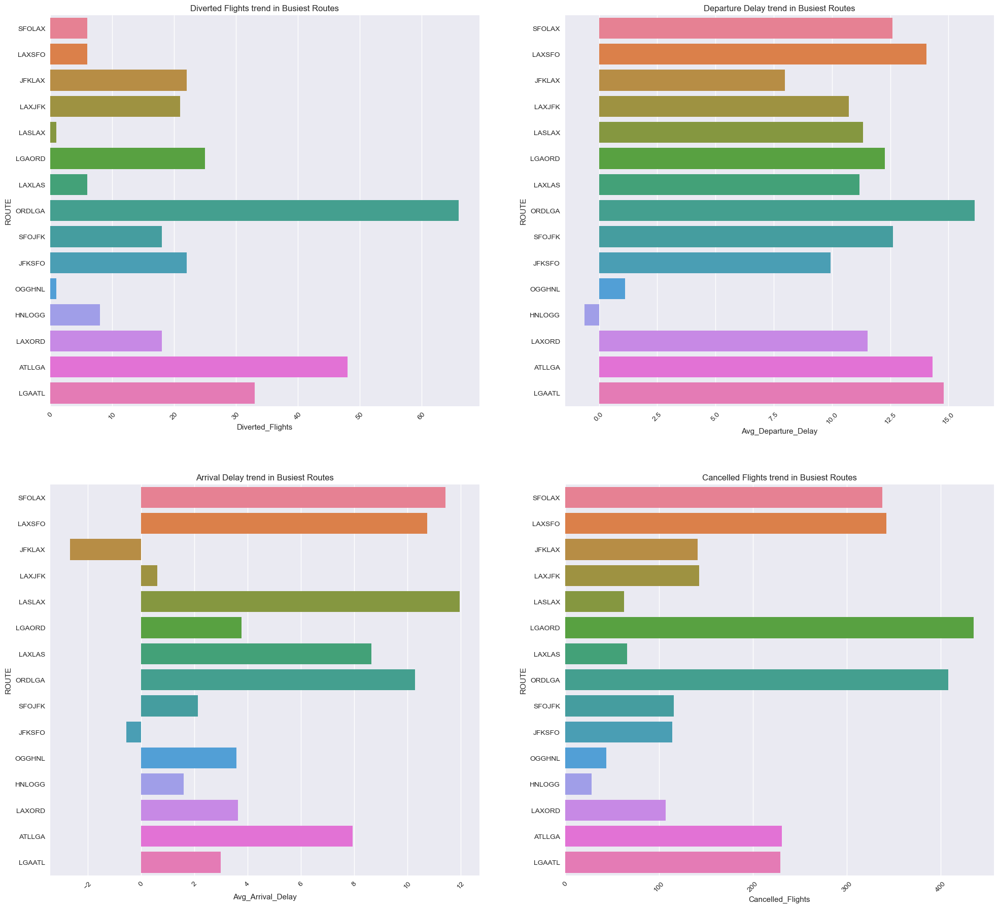 Diverted Flights trend in Busiest Routes
SFOLAX
LAXSFO
JFKLAX
LAXJFK
LASLAX
LGAORD
LAXLAS
ORDLGA
SFOJFK
JFKSFO
OGGHNL
HNLOGG
LAXORD
ATLLGA
LGAATL
ROUTE
0 10 20 30 40 50 60
Diverted_Flights
Departure Delay trend in Busiest Routes
SFOLAX
LAXSFO
JFKLAX
LAXJFK
LASLAX
LGAORD
LAXLAS
ORDLGA
SFOJFK
JFKSFO
OGGHNL
HNLOGG
LAXORD
ATLLGA
LGAATL
ROUTE
0.0 2.5 5.0 7.5 10.0 12.5 15.0
Avg_Departure_Delay
Arrival Delay trend in Busiest Routes
SFOLAX
LAXSFO
JFKLAX
LAXJFK
LASLAX
LGAORD
LAXLAS
ORDLGA
SFOJFK
JFKSFO
OGGHNL
HNLOGG
LAXORD
ATLLGA
LGAATL
ROUTE
−2 0 2 4 6 8 10 12
Avg_Arrival_Delay
Cancelled Flights trend in Busiest Routes
SFOLAX
LAXSFO
JFKLAX
LAXJFK
LASLAX
LGAORD
LAXLAS
ORDLGA
SFOJFK
JFKSFO
OGGHNL
HNLOGG
LAXORD
ATLLGA
LGAATL
ROUTE
0 100 200 300 400
Cancelled_Flights